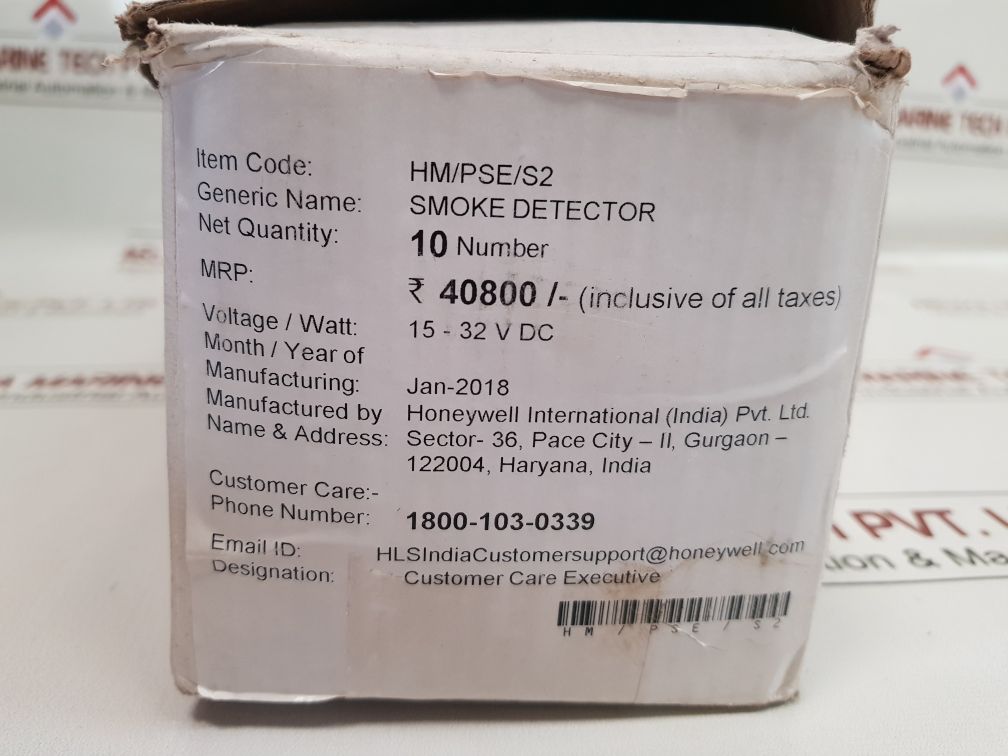 Item Code: HM/PSE/S2
Generic Name: SMOKE DETECTOR
Net Quantity: 10 Number
MRP: ₹ 40800 /- (inclusive of all taxes)
Voltage / Watt: 15 - 32 V DC
Month / Year of
Manufacturing: Jan-2018
Manufactured by Honeywell International (India) Pvt. Ltd.
Name & Address: Sector- 36, Pace City – II, Gurgaon –
122004, Haryana, India
Customer Care:-
Phone Number: 1800-103-0339
Email ID: HLSIndiaCustomersupport@honeywell.com
Designation: Customer Care Executive
HM/PSE/S2
PVT.